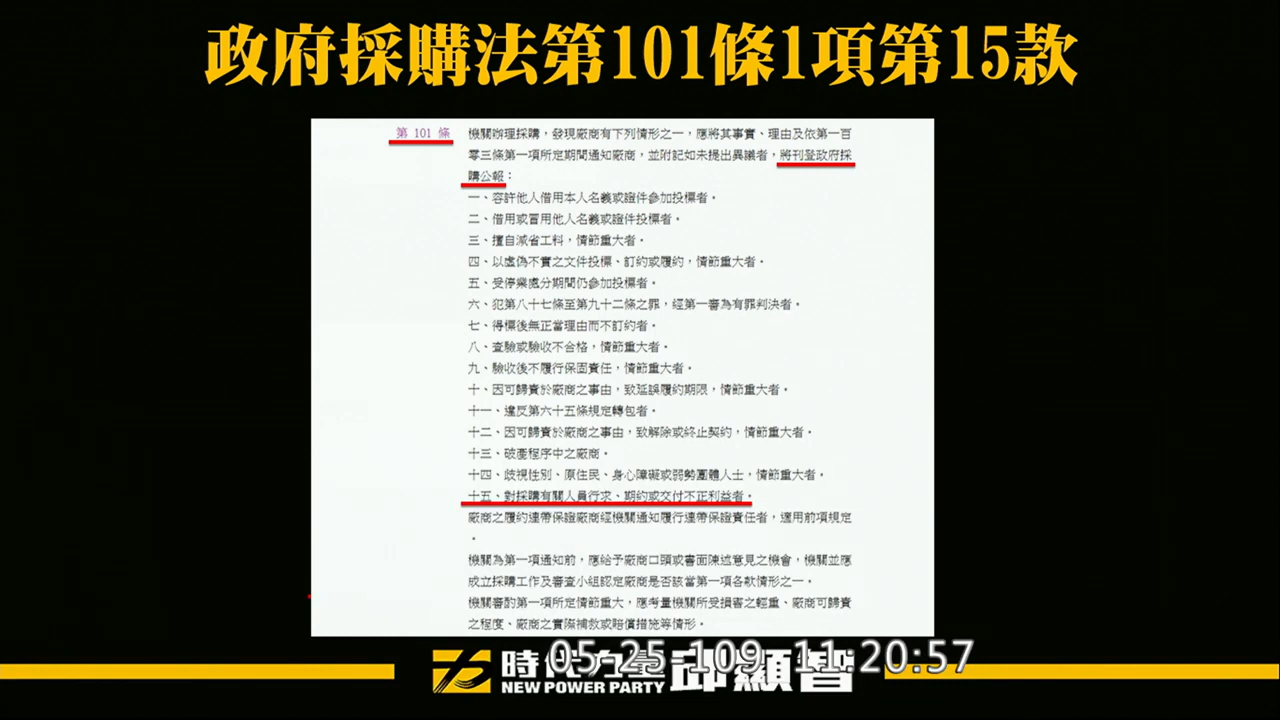 政府採購法第101條1項第15款
第 101 條
機關辦理採購，發現廠商有下列情形之一，應將其事實、理由及依第一百
零三條第一項所定期間通知廠商，並附記如未提出異議者，將刊登政府採
購公報：
一、容許他人借用本人名義或證件參加投標者。
二、借用或冒用他人名義或證件投標者。
三、擅自減省工料，情節重大者。
四、以虛偽不實之文件投標、訂約或履約，情節重大者。
五、受停業處分期間仍參加投標者。
六、犯第八十七條至第九十二條之罪，經第一審為有罪判決者。
七、得標後無正當理由而不訂約者。
八、查驗或驗收不合格，情節重大者。
九、驗收後不履行保固責任，情節重大者。
十、因可歸責於廠商之事由，致延誤履約期限，情節重大者。
十一、違反第六十五條規定轉包者。
十二、因可歸責於廠商之事由，致解除或終止契約，情節重大者。
十三、破產程序中之廠商。
十四、歧視性別、原住民、身心障礙或弱勢團體人士，情節重大者。
十五、對採購有關人員行求、期約或交付不正利益者。
廠商之履約連帶保證廠商經機關通知履行連帶保證責任者，適用前項規定
。
機關為第一項通知前，應給予廠商口頭或書面陳述意見之機會，機關並應
成立採購工作及審查小組認定廠商是否該當第一項各款情形之一。
機關審酌第一項所定情節重大，應考量機關所受損害之輕重、廠商可歸責
之程度、廠商之實際補救或賠償措施等情形。
05-25-109 11:20:57
時代力量 邱顯智
NEW POWER PARTY